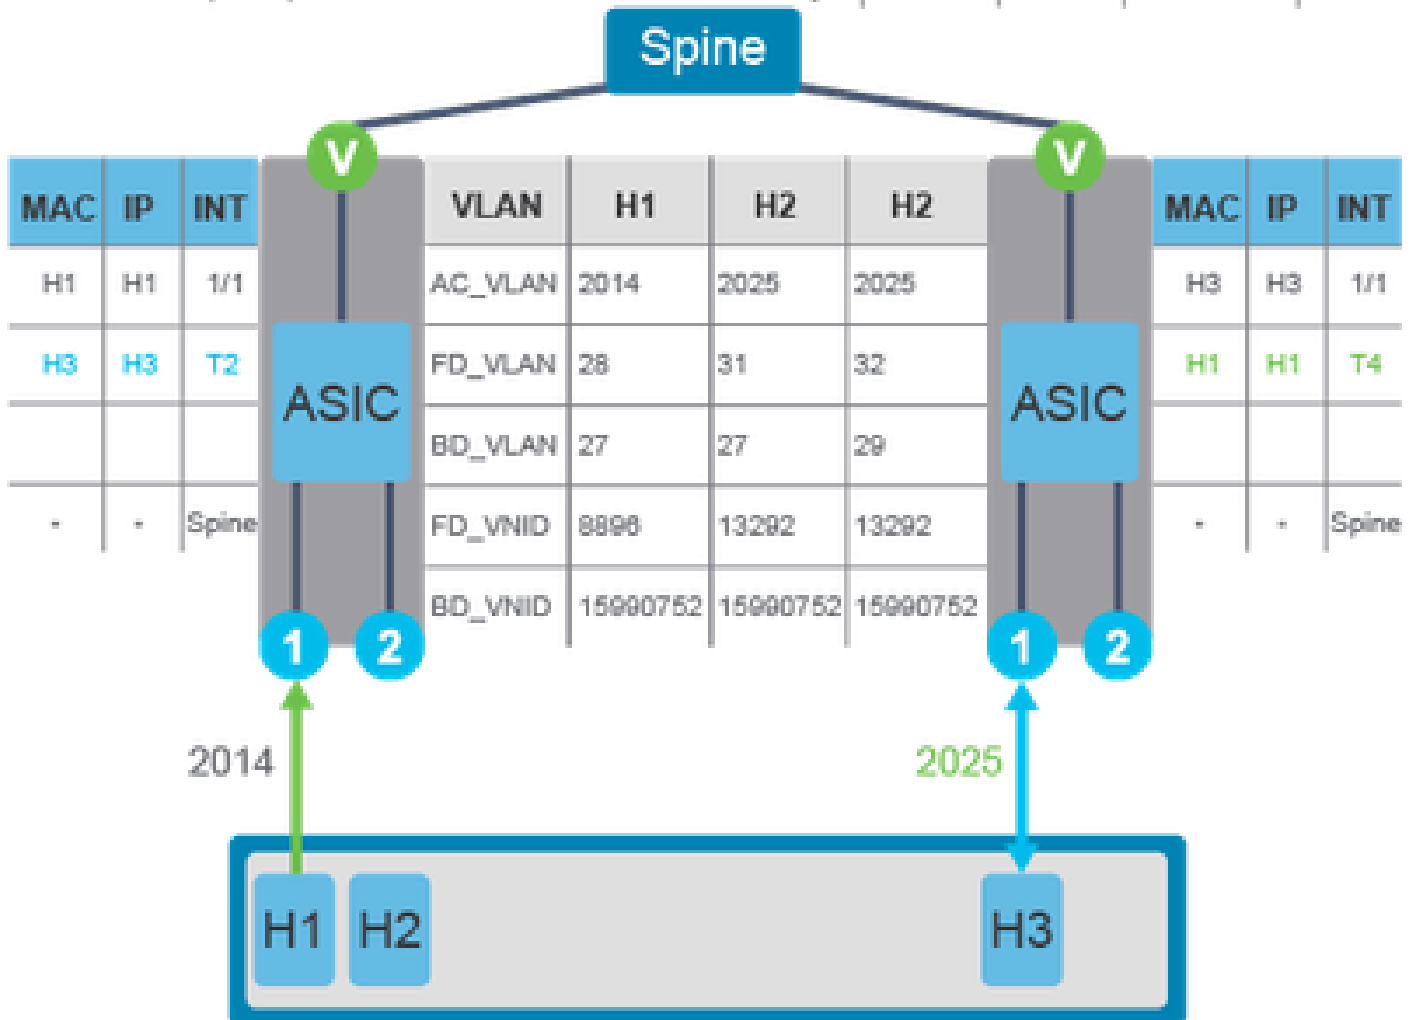 Spine
V
V
MAC IP INT
VLAN H1 H2 H2
MAC IP INT
H1 H1 1/1
AC_VLAN 2014 2025 2025
H3 H3 1/1
H3 H3 T2
FD_VLAN 28 31 32
H1 H1 T4
ASIC
ASIC
BD_VLAN 27 27 29
- - Spine
FD_VNID 8896 13292 13292
- - Spine
BD_VNID 15990752 15990752 15990752
1 2
1 2
2014
2025
H1 H2
H3